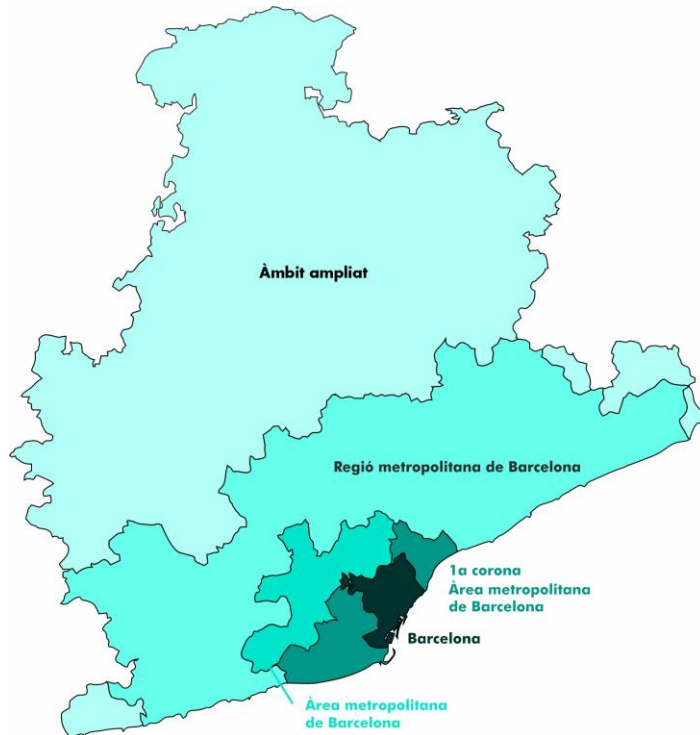 Àmbit ampliat
Regió metropolitana de Barcelona
1a corona
Àrea metropolitana
de Barcelona
Barcelona
Àrea metropolitana
de Barcelona